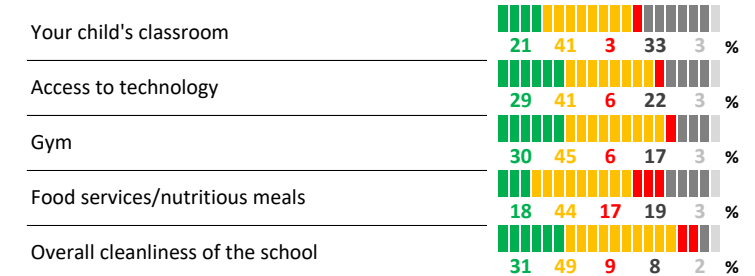 Your child's classroom
21 41 3 33 3 %
Access to technology
29 41 6 22 3 %
Gym
30 45 6 17 3 %
Food services/nutritious meals
18 44 17 19 3 %
Overall cleanliness of the school
31 49 9 8 2 %